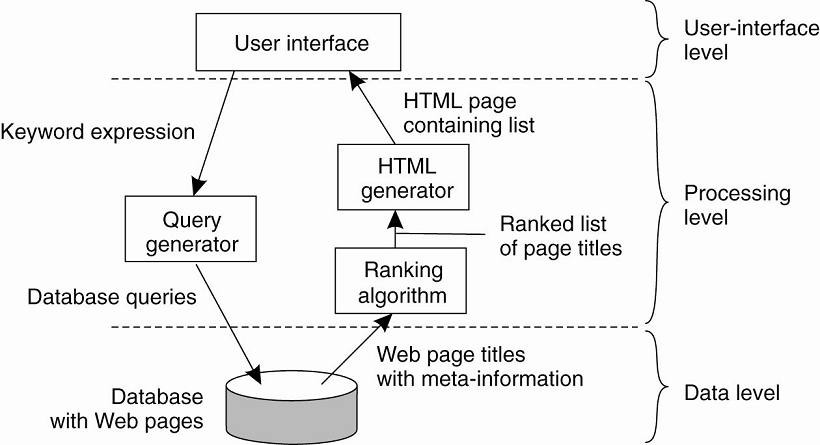 User interface
User-interface
level
Keyword expression
HTML page
containing list
HTML
generator
Query
generator
Ranked list
of page titles
Processing
level
Ranking
algorithm
Database queries
Web page titles
with meta-information
Database
with Web pages
Data level